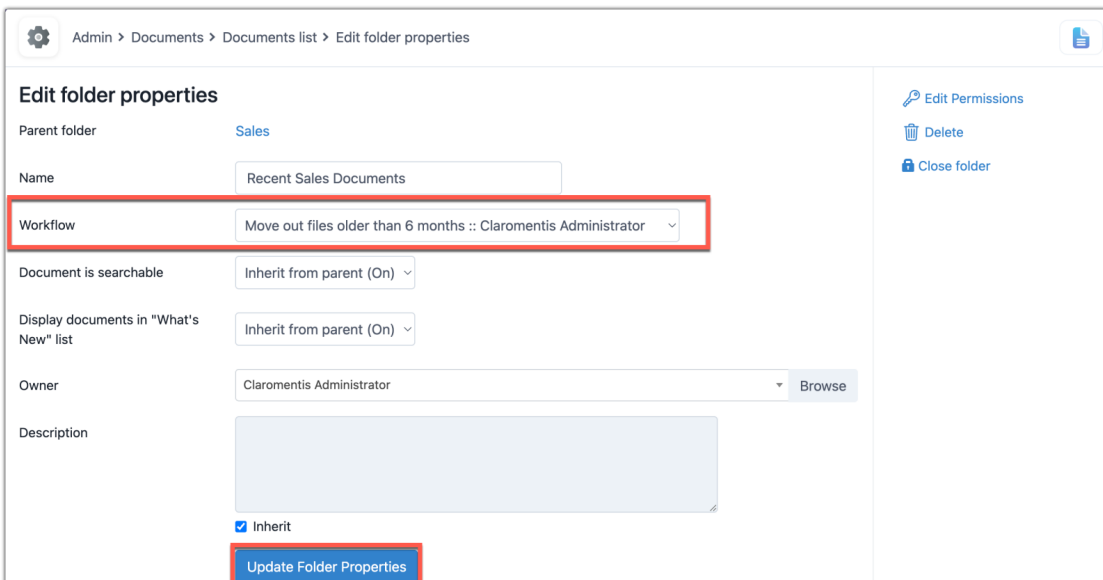 Admin > Documents > Documents list > Edit folder properties
Edit folder properties
Parent folder
Sales
Name
Recent Sales Documents
Workflow
Move out files older than 6 months :: Claromentis Administrator
Document is searchable
Inherit from parent (On)
Display documents in "What's
New" list
Inherit from parent (On)
Owner
Claromentis Administrator
Browse
Description
Inherit
Update Folder Properties
Edit Permissions
Delete
Close folder